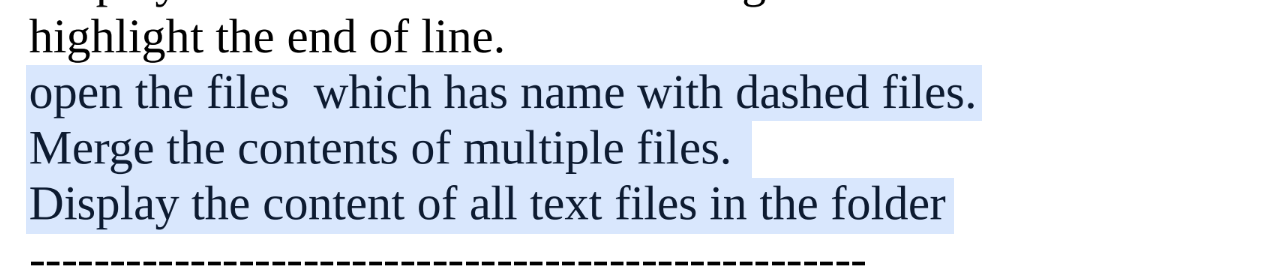 highlight the end of line.
open the files  which has name with dashed files.
Merge the contents of multiple files.
Display the content of all text files in the folder
----------------------------------------------------